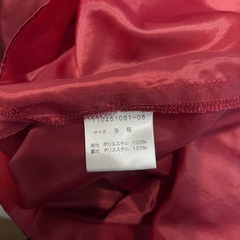 110251051-06
サイズ 9 号
表地 ポリエステル 100%
裏地 ポリエステル 100%